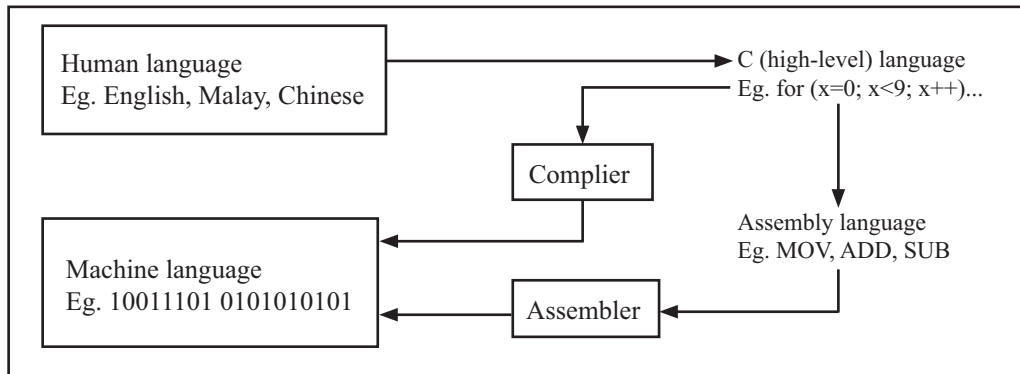 Human language
Eg. English, Malay, Chinese
C (high-level) language
Eg. for (x=0; x<9; x++)...
Complier
Assembly language
Eg. MOV, ADD, SUB
Machine language
Eg. 10011101 0101010101
Assembler